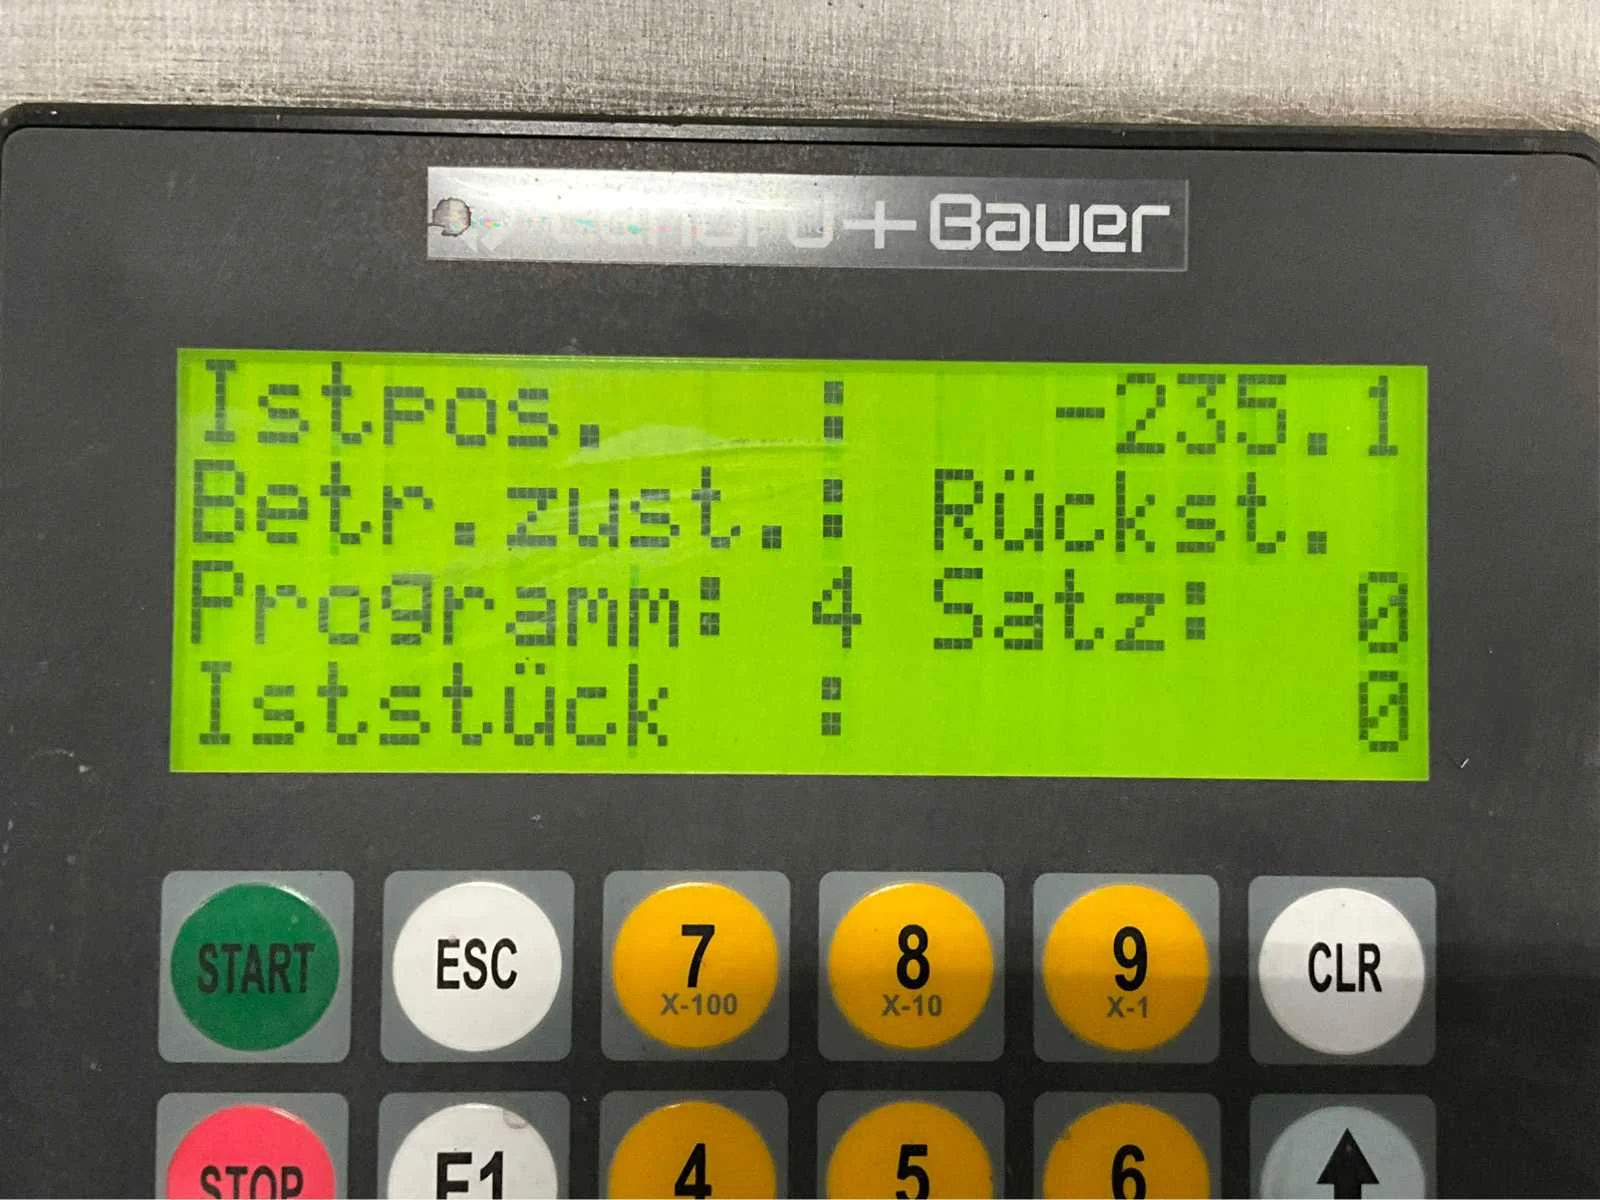 +Bauer
Istpos. : -235.1
Betr.zust.: Rückst.
Programm: 4 Satz: 0
Iststück : 0
START ESC 7 8 9 CLR
X-100 X-10 X-1
STOP F1 4 5 6